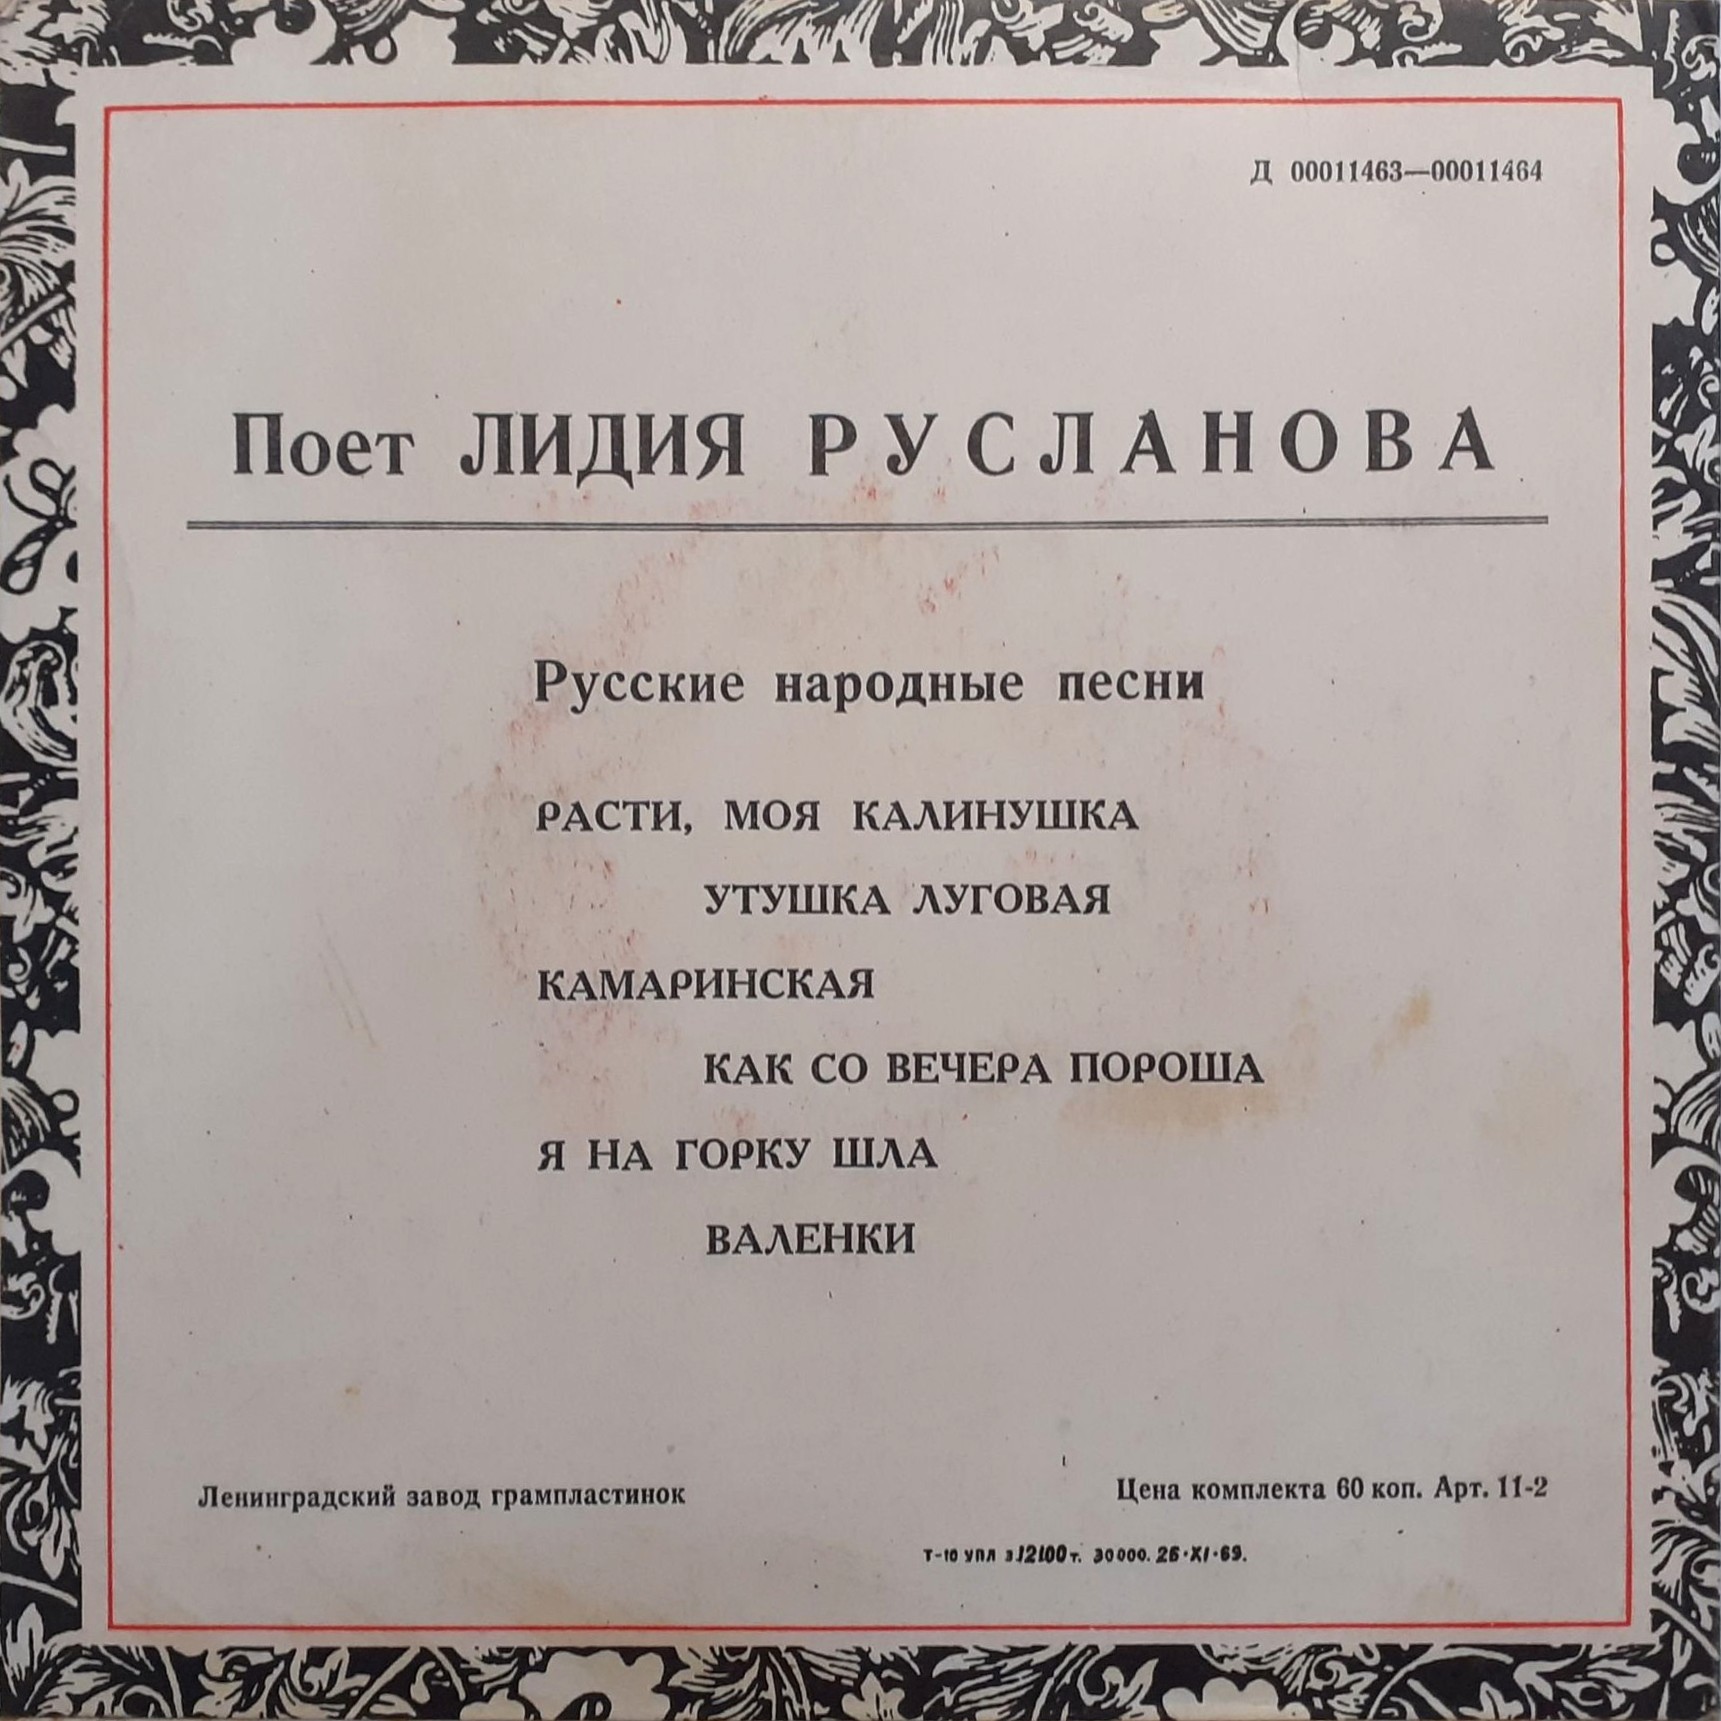 Д 00011463—00011464
Поет ЛИДИЯ РУСЛАНОВА
Русские народные песни
РАСТИ, МОЯ КАЛИНУШКА
УТУШКА ЛУГОВАЯ
КАМАРИНСКАЯ
КАК СО ВЕЧЕРА ПОРОША
Я НА ГОРКУ ШЛА
ВАЛЕНКИ
Ленинградский завод грампластинок
Цена комплекта 60 коп. Арт. 11-2
Т-10 УПЛ з.12100 т. 30000. 26·XI·69.